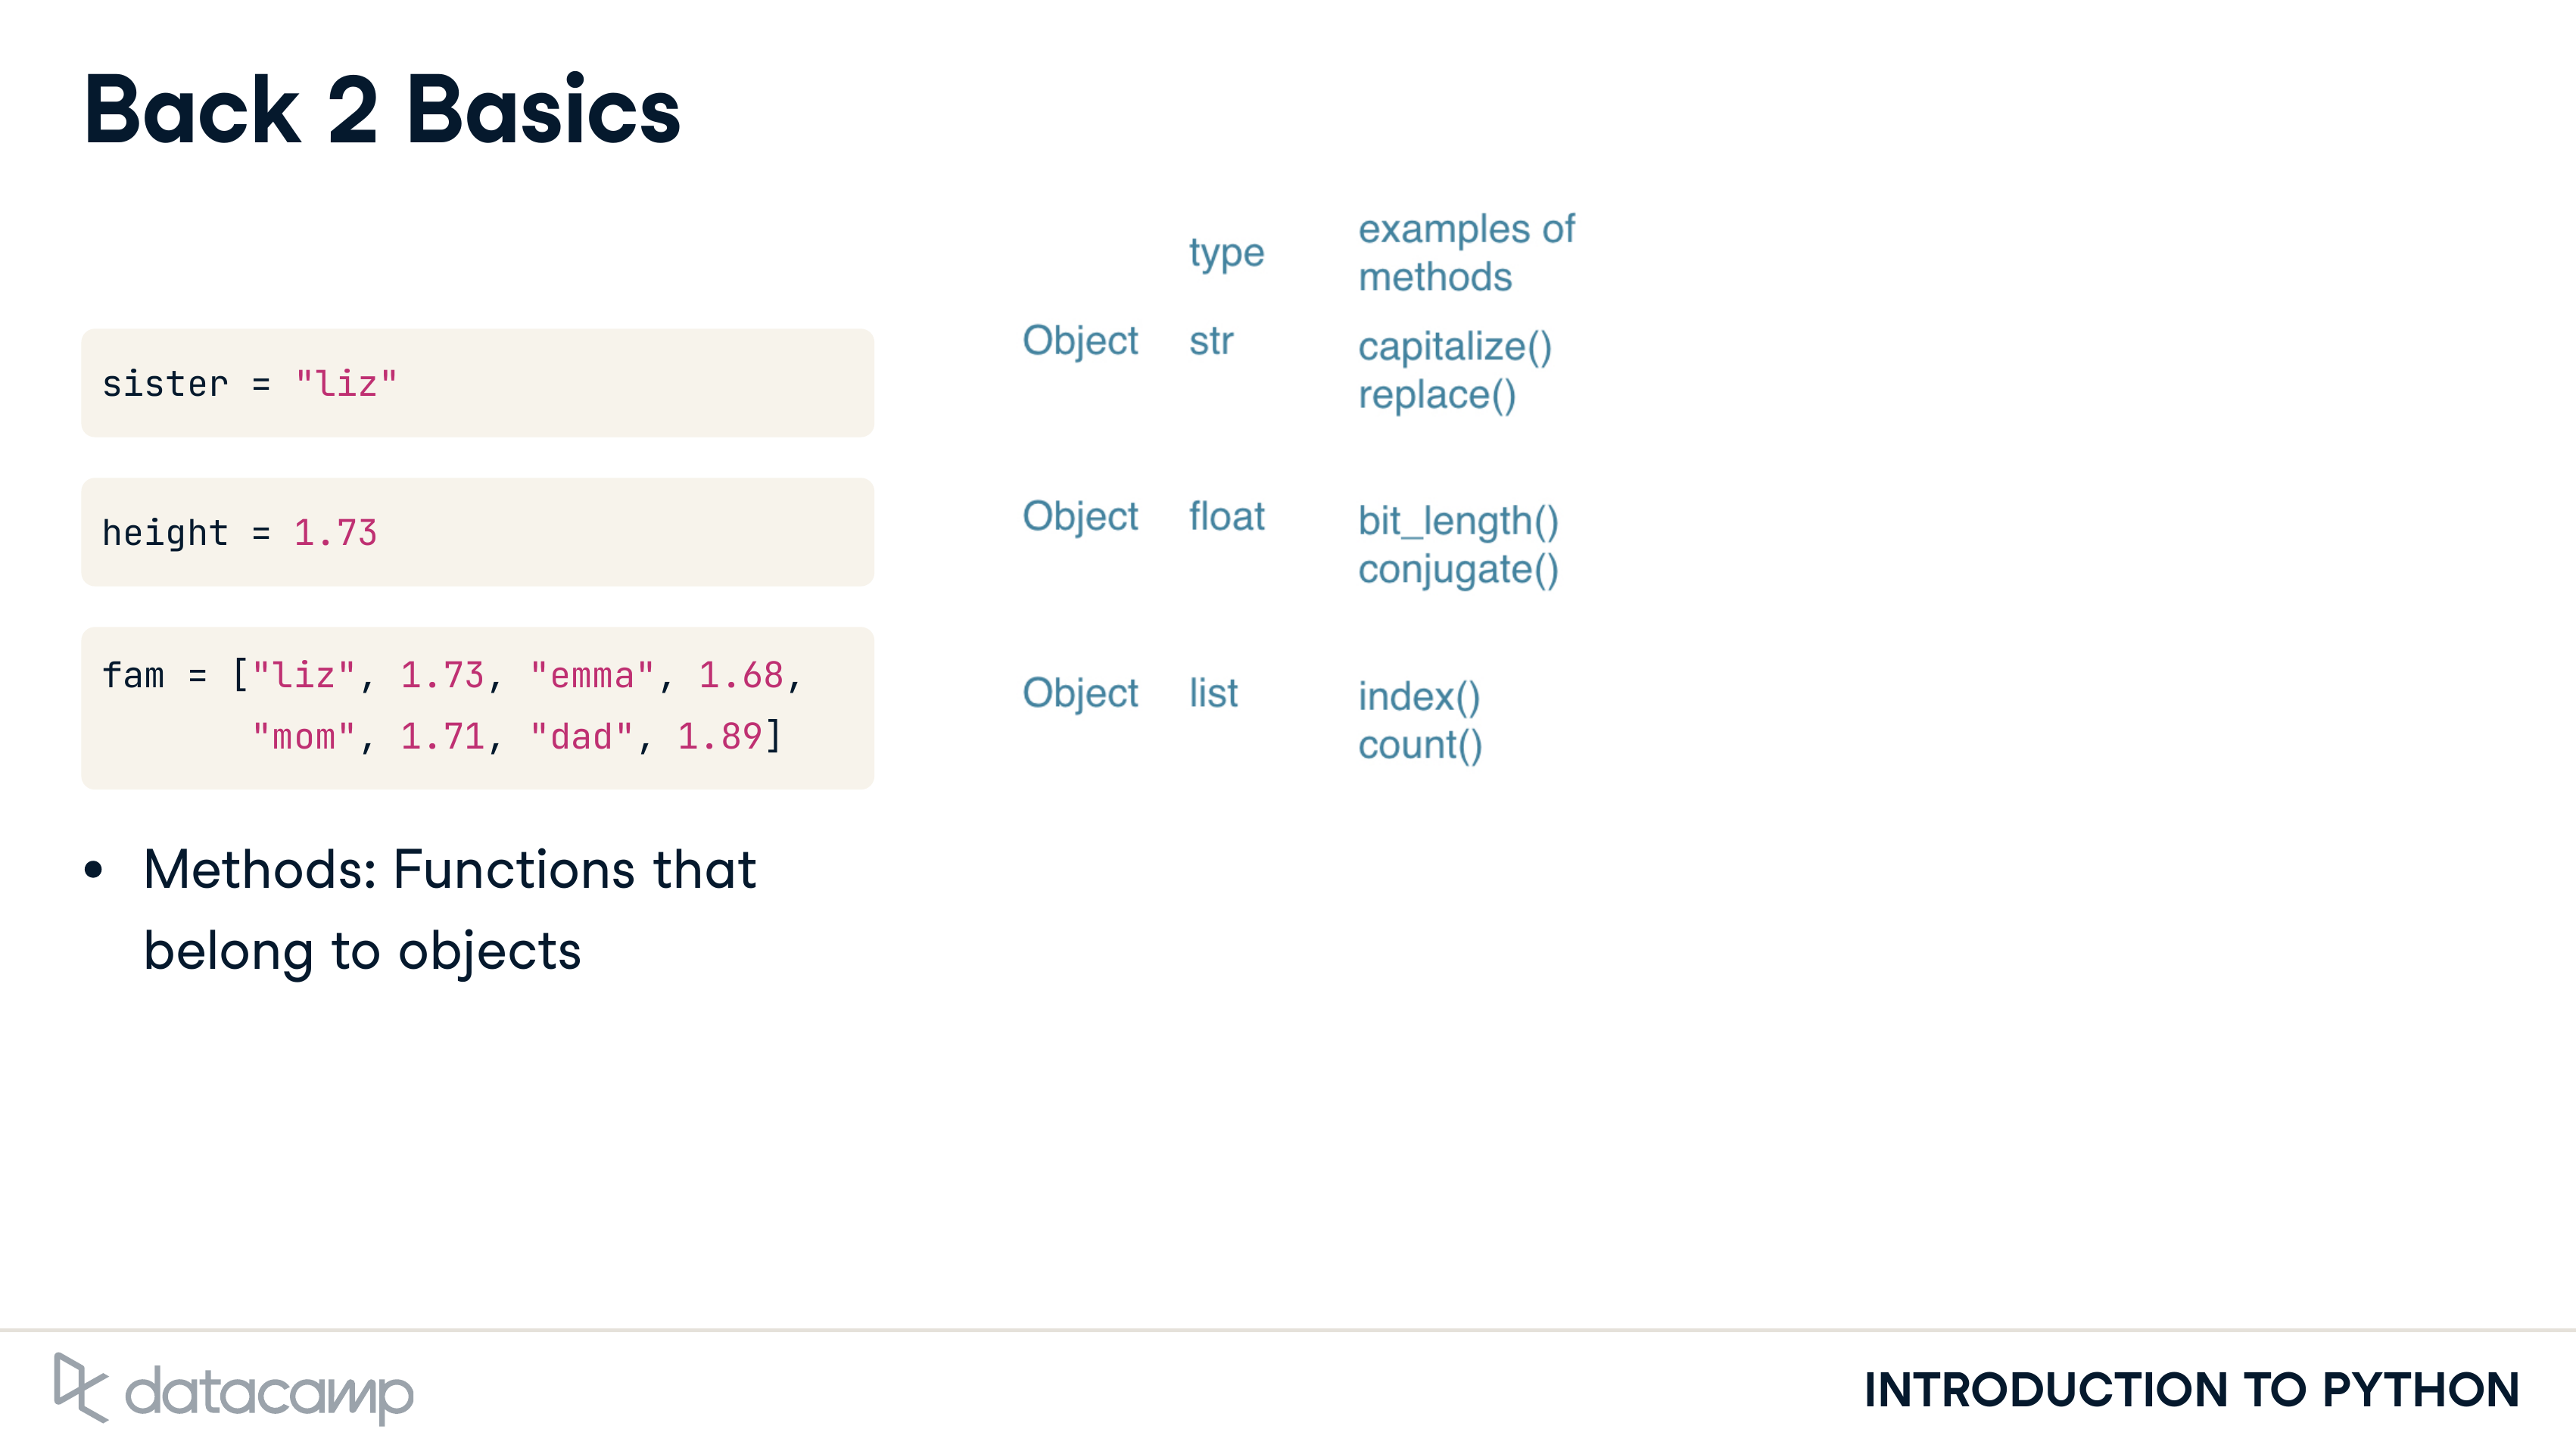 Back 2 Basics
type
examples of
methods
sister = "liz"
Object str capitalize()
replace()
height = 1.73
Object float bit_length()
conjugate()
fam = ["liz", 1.73, "emma", 1.68,
"mom", 1.71, "dad", 1.89]
Object list index()
count()
• Methods: Functions that
belong to objects
datacamp
INTRODUCTION TO PYTHON